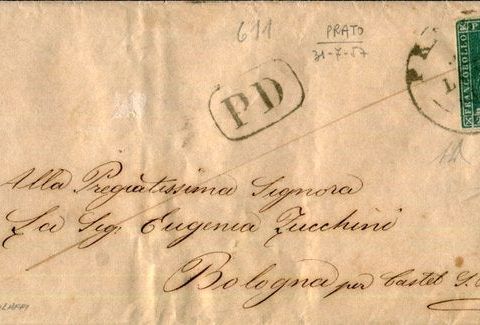 611
PRATO
31-7-57
PD
FRANCOBOLLO
Alla Pregiatissima Signora
La Sig: Eugenia Zucchini
Bologna per Castel S.